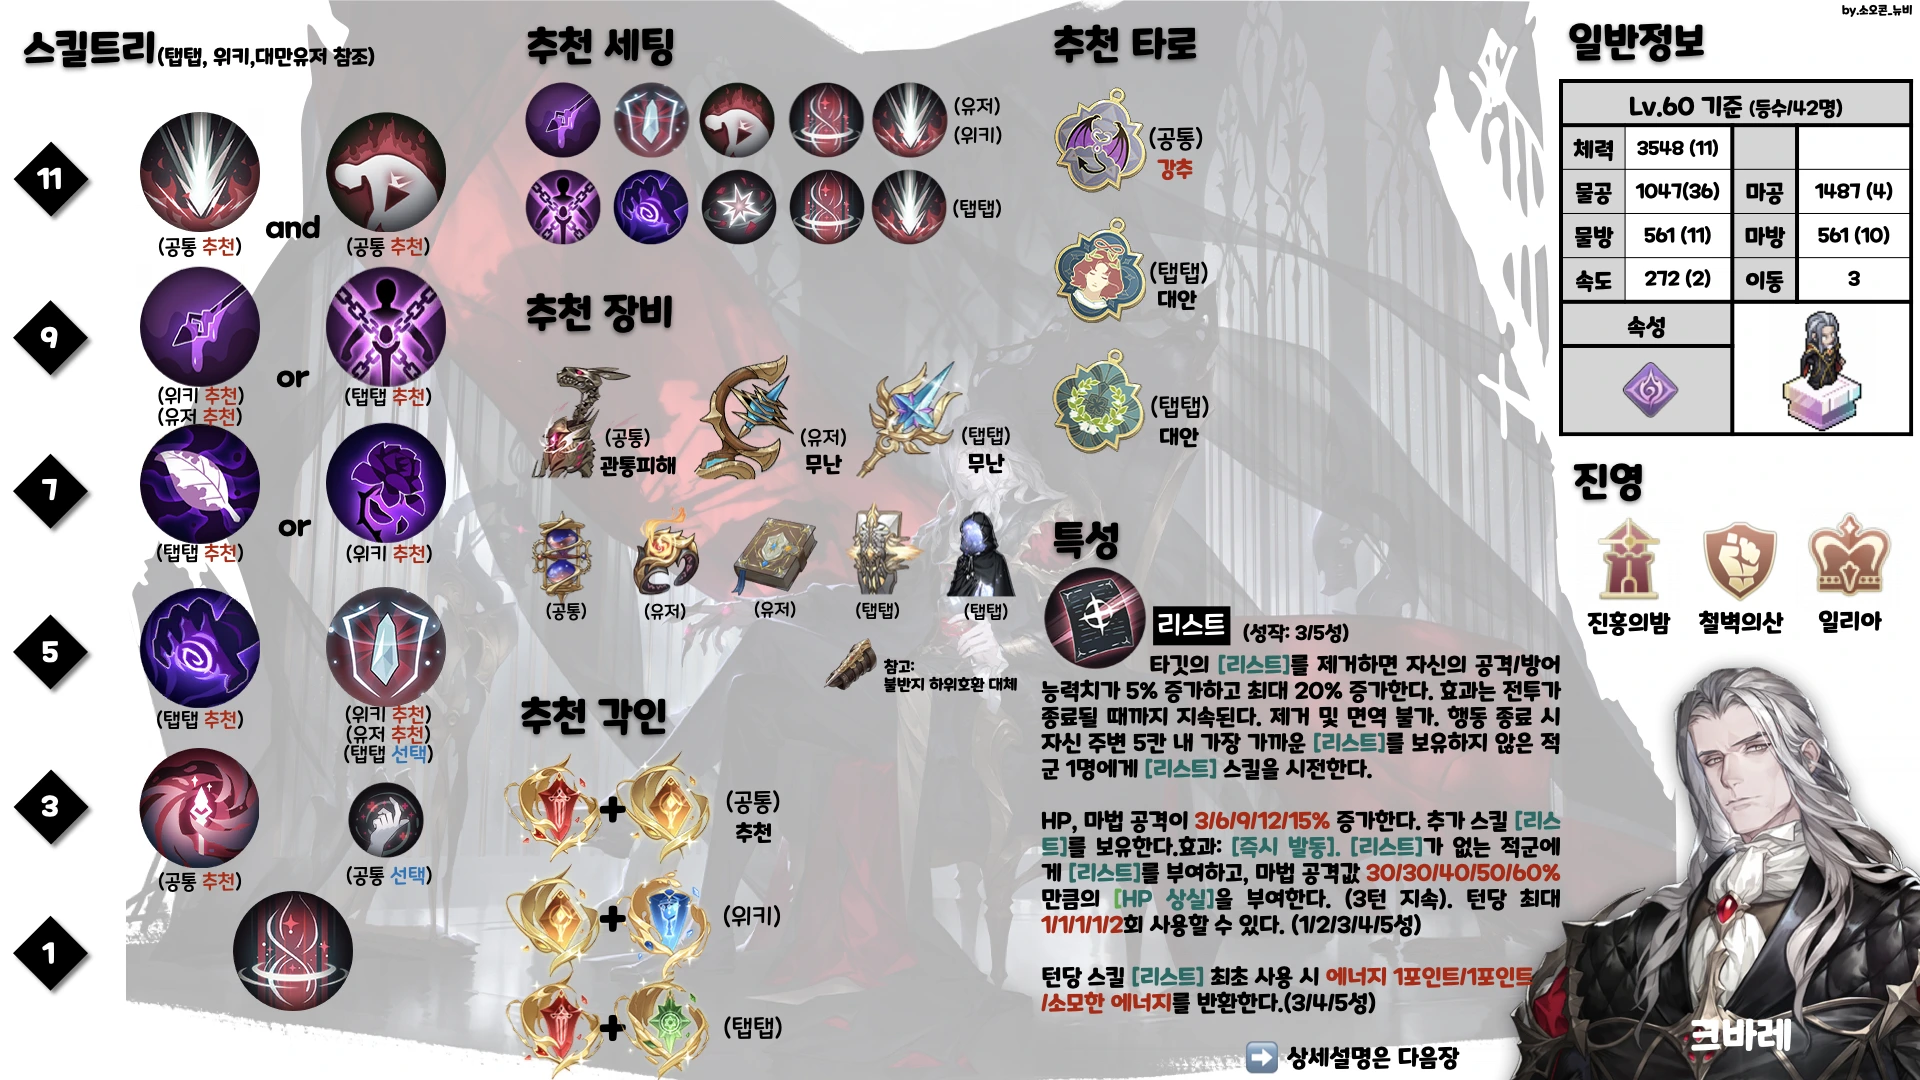 by.소오콘_뉴비
스킬트리(탭탭, 위키,대만유저 참조)
11
(공통 추천)
and
(공통 추천)
9
(위키 추천)
(유저 추천)
or
(탭탭 추천)
7
(탭탭 추천)
or
(위키 추천)
5
(탭탭 추천)
(위키 추천)
(유저 추천)
(탭탭 선택)
3
(공통 추천)
(공통 선택)
1
추천 세팅
(유저)
(위키)
(탭탭)
추천 장비
(공통)
관통피해
(유저)
무난
(탭탭)
무난
(공통)
(유저)
(유저)
(탭탭)
(탭탭)
참고:
불반지 하위호환 대체
추천 각인
(공통)
추천
(위키)
(탭탭)
추천 타로
(공통)
강추
(탭탭)
대안
(탭탭)
대안
특성
리스트 (성작: 3/5성)
타깃의 [리스트]를 제거하면 자신의 공격/방어
능력치가 5% 증가하고 최대 20% 증가한다. 효과는 전투가
종료될 때까지 지속된다. 제거 및 면역 불가. 행동 종료 시
자신 주변 5칸 내 가장 가까운 [리스트]를 보유하지 않은 적
군 1명에게 [리스트] 스킬을 시전한다.
HP, 마법 공격이 3/6/9/12/15% 증가한다. 추가 스킬 [리스
트]를 보유한다.효과: [즉시 발동]. [리스트]가 없는 적군에
게 [리스트]를 부여하고, 마법 공격값 30/30/40/50/60%
만큼의 [HP 상실]을 부여한다. (3턴 지속). 턴당 최대
1/1/1/1/2회 사용할 수 있다. (1/2/3/4/5성)
턴당 스킬 [리스트] 최초 사용 시 에너지 1포인트/1포인트
/소모한 에너지를 반환한다.(3/4/5성)
상세설명은 다음장
일반정보
Lv.60 기준 (등수/42명)
체력 3548 (11)
물공 1047(36) 마공 1487 (4)
물방 561 (11) 마방 561 (10)
속도 272 (2) 이동 3
속성
진영
진홍의밤 철벽의산 일리아
크바레